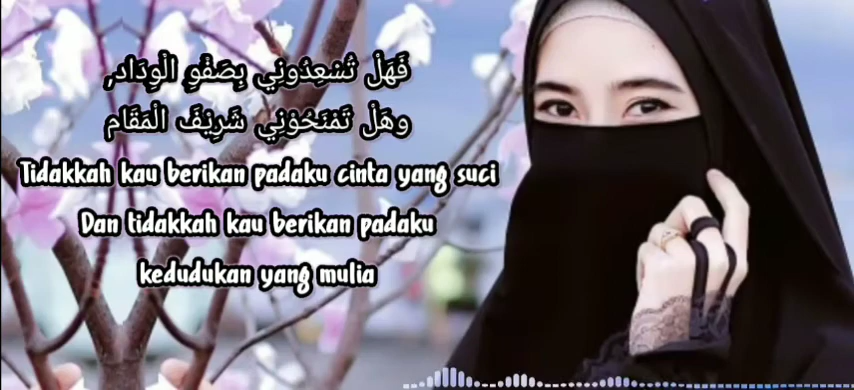 فَهَلْ تُسْعِدُونِي بِصَفْوِ الْوِدَاد,
وهَلْ تَمْنَحُوْنِي شَرِيْفَ الْمَقَام
Tidakkah kau berikan padaku cinta yang suci
Dan tidakkah kau berikan padaku
kedudukan yang mulia